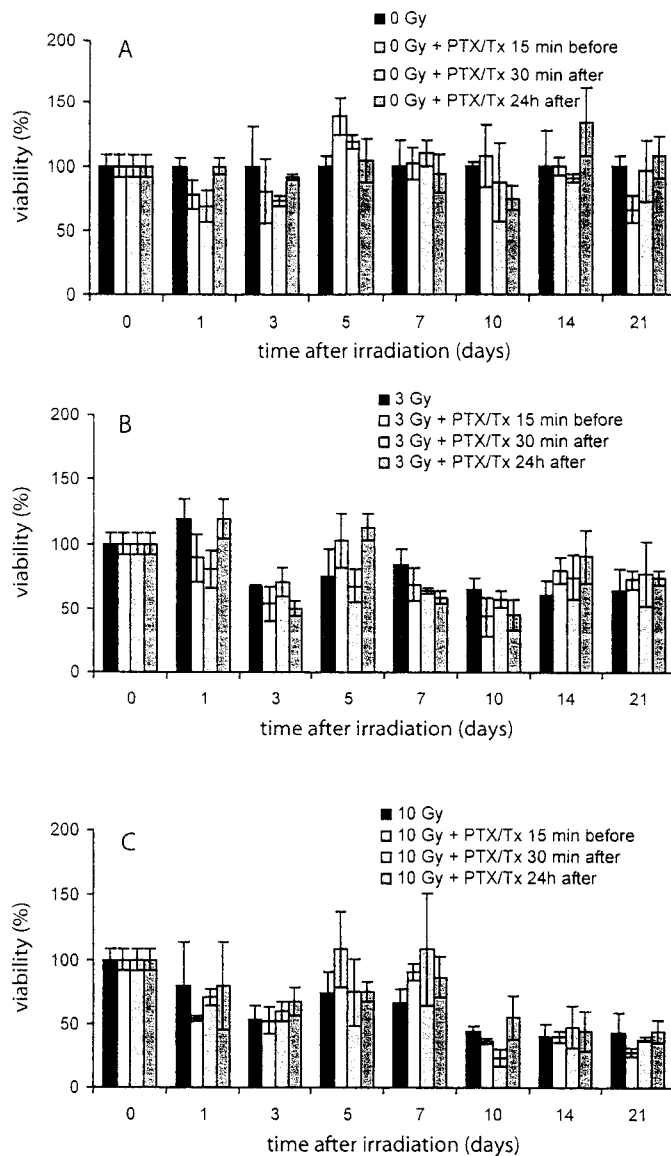 A
0 Gy
0 Gy + PTX/Tx 15 min before
0 Gy + PTX/Tx 30 min after
0 Gy + PTX/Tx 24h after
200
150
100
50
0
viability (%)
0 1 3 5 7 10 14 21
time after irradiation (days)
B
3 Gy
3 Gy + PTX/Tx 15 min before
3 Gy + PTX/Tx 30 min after
3 Gy + PTX/Tx 24h after
200
150
100
50
0
viability (%)
0 1 3 5 7 10 14 21
time after irradiation (days)
C
10 Gy
10 Gy + PTX/Tx 15 min before
10 Gy + PTX/Tx 30 min after
10 Gy + PTX/Tx 24h after
200
150
100
50
0
viability (%)
0 1 3 5 7 10 14 21
time after irradiation (days)